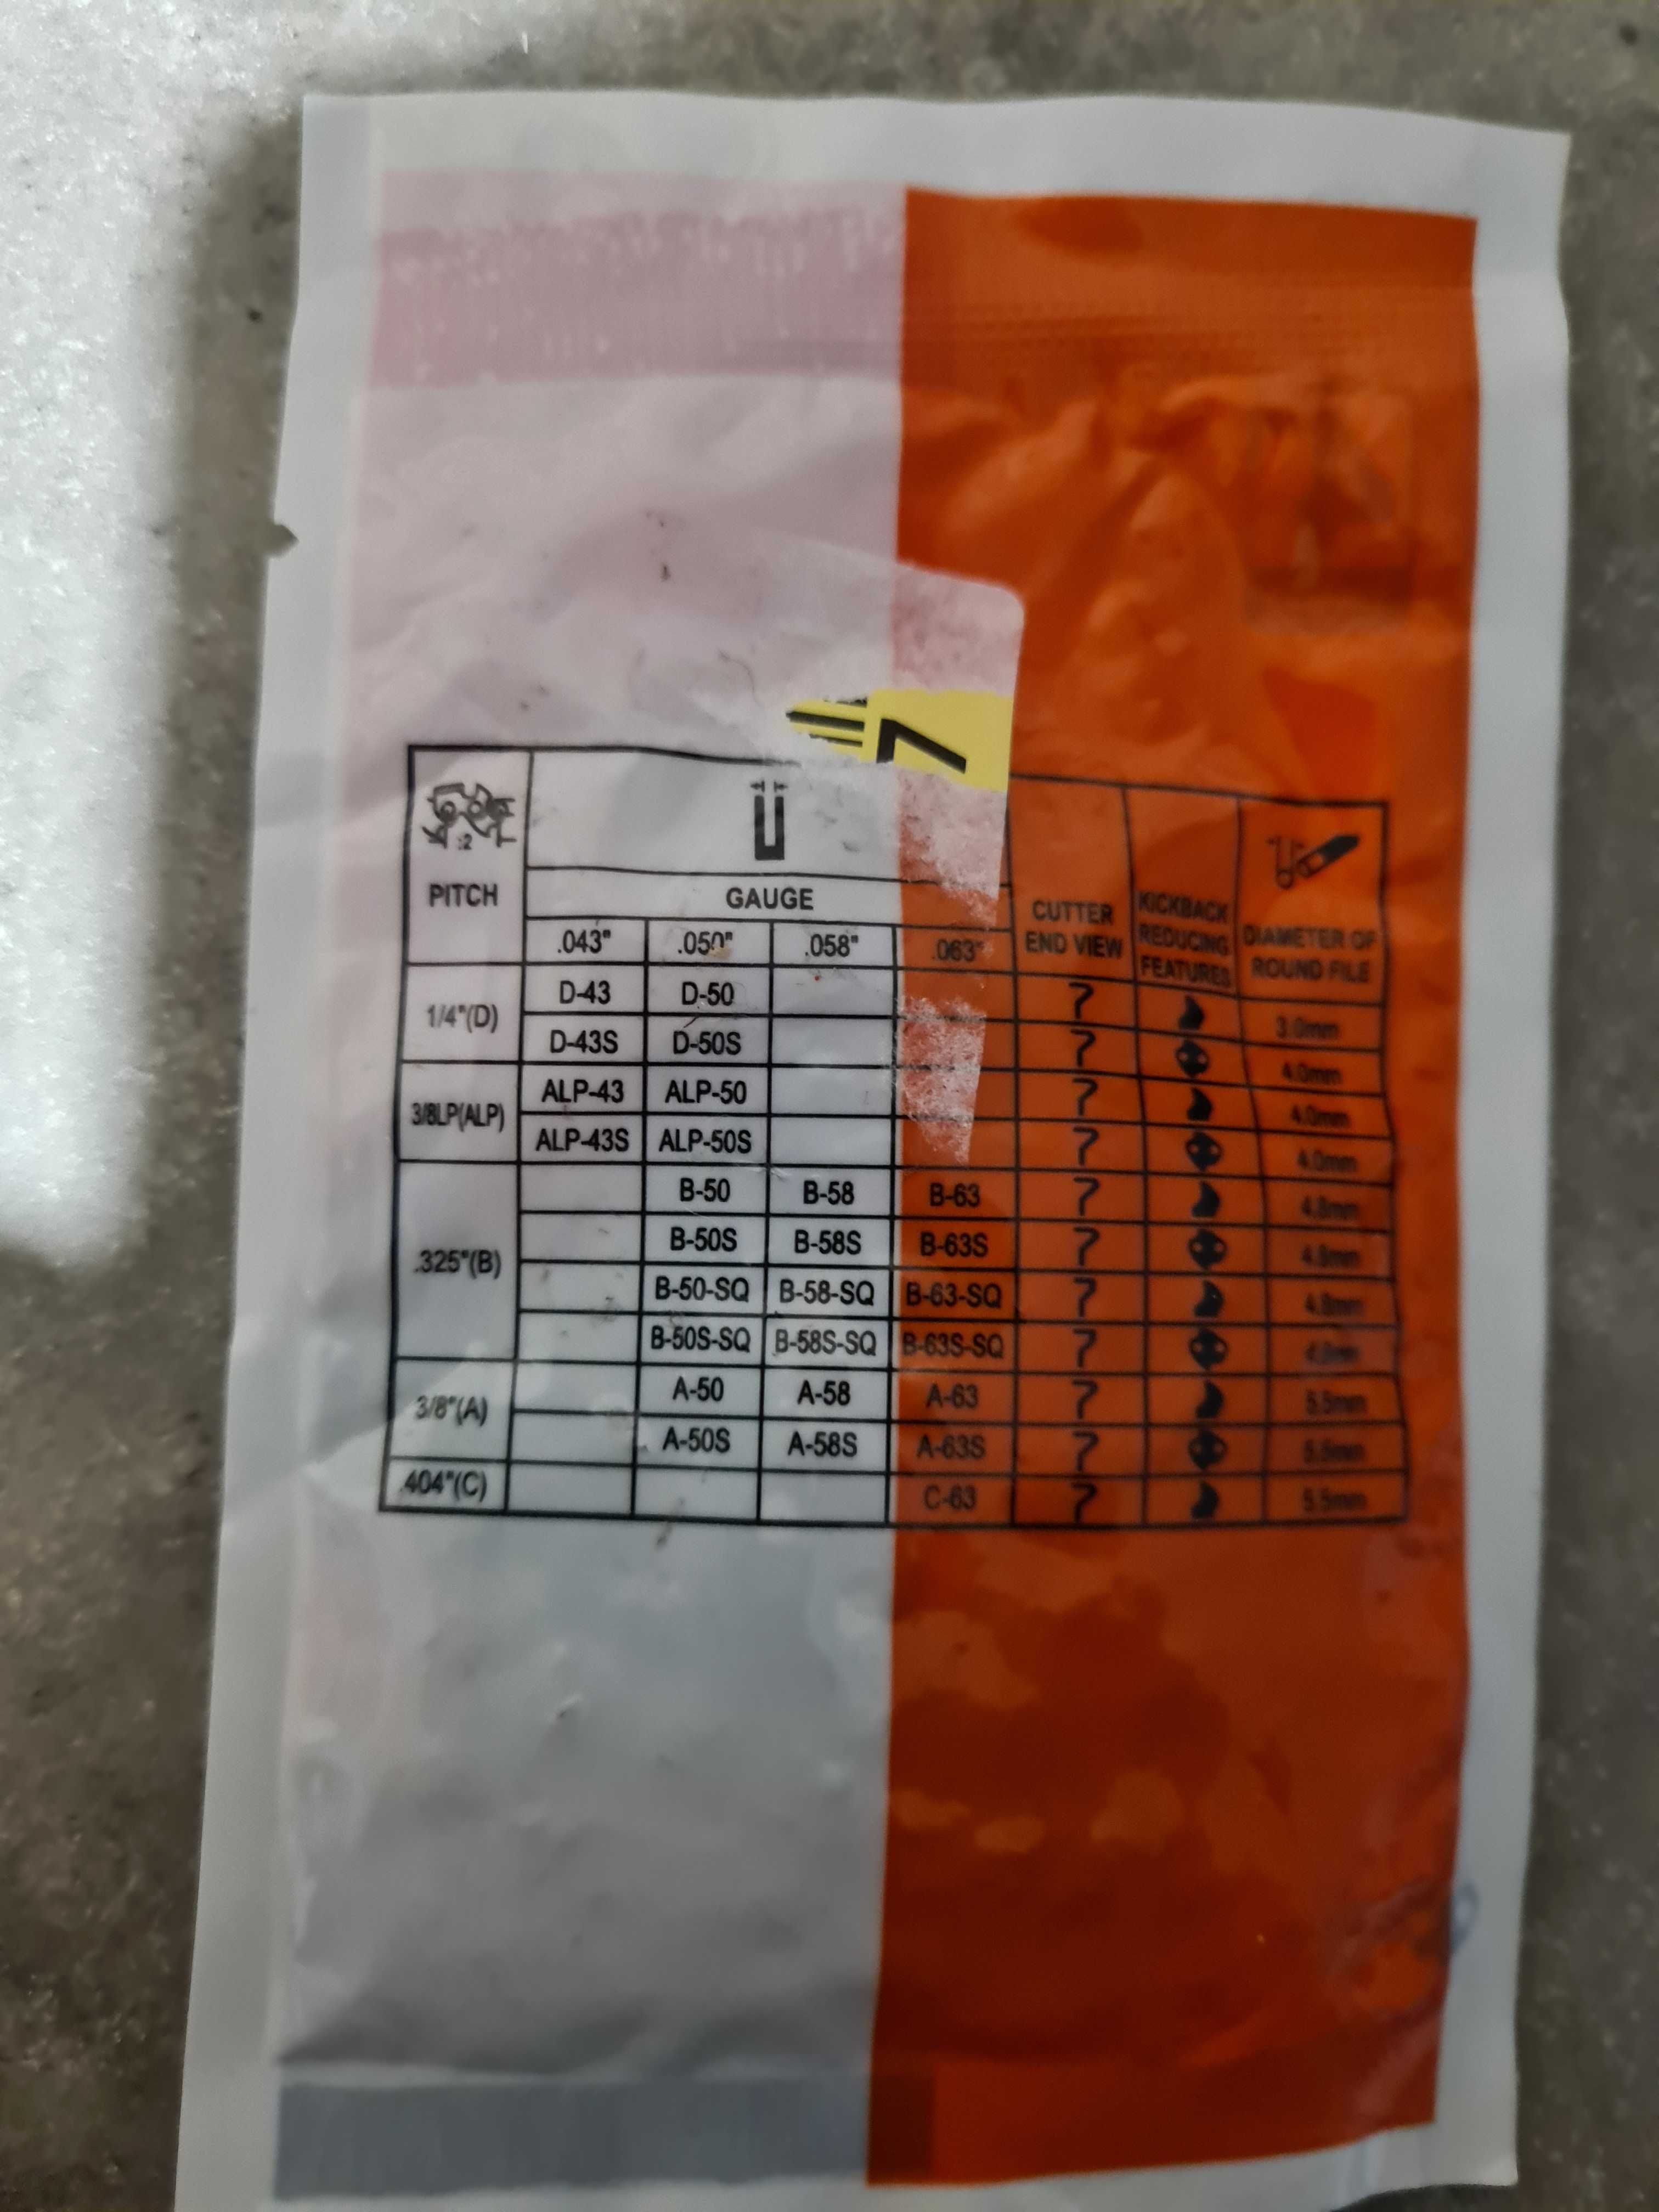 :2
PITCH
GAUGE
CUTTER END VIEW
KICKBACK REDUCING FEATURES
DIAMETER OF ROUND FILE
.043" .050" .058" .063"
1/4"(D)
D-43 D-50 3.0mm
D-43S D-50S 4.0mm
3/8LP(ALP)
ALP-43 ALP-50 4.0mm
ALP-43S ALP-50S 4.0mm
.325"(B)
B-50 B-58 B-63 4.8mm
B-50S B-58S B-63S 4.8mm
B-50-SQ B-58-SQ B-63-SQ 4.8mm
B-50S-SQ B-58S-SQ B-63S-SQ 4.8mm
3/8"(A)
A-50 A-58 A-63 5.5mm
A-50S A-58S A-63S 5.5mm
.404"(C)
C-63 5.5mm